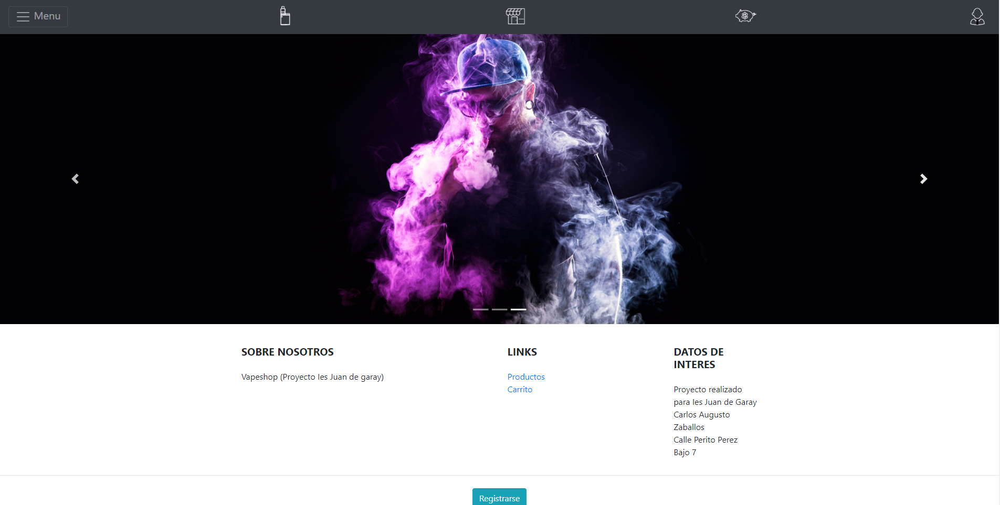 Menu
SOBRE NOSOTROS
Vapeshop (Proyecto Ies Juan de garay)
LINKS
Productos
Carrito
DATOS DE
INTERES
Proyecto realizado
para Ies Juan de Garay
Carlos Augusto
Zaballos
Calle Perito Perez
Bajo 7
Registrarse